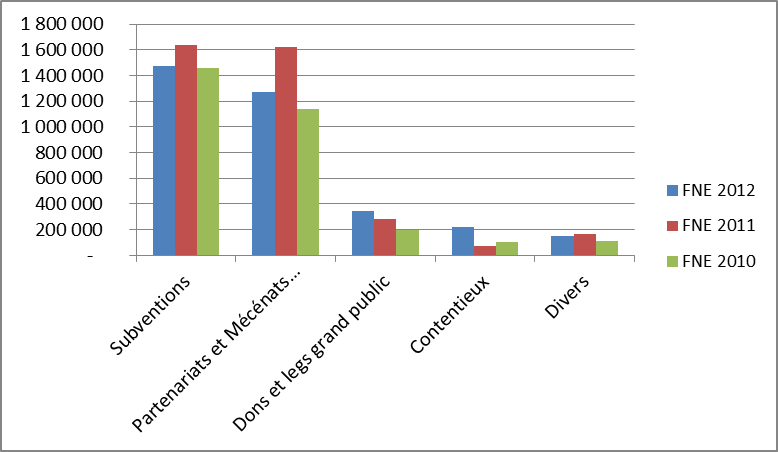 1 800 000
1 600 000
1 400 000
1 200 000
1 000 000
800 000
600 000
400 000
200 000
-
Subventions
Partenariats et Mécénats...
Dons et legs grand public
Contentieux
Divers
FNE 2012
FNE 2011
FNE 2010